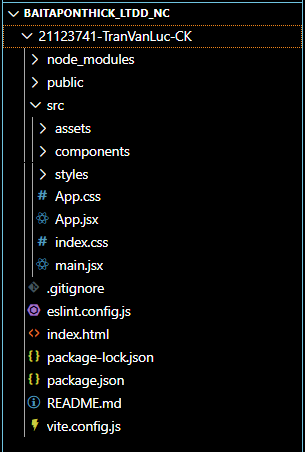 BAITAPONTHICK_LTDD_NC
21123741-TranVanLuc-CK
node_modules
public
src
assets
components
styles
App.css
App.jsx
index.css
main.jsx
.gitignore
eslint.config.js
index.html
package-lock.json
package.json
README.md
vite.config.js